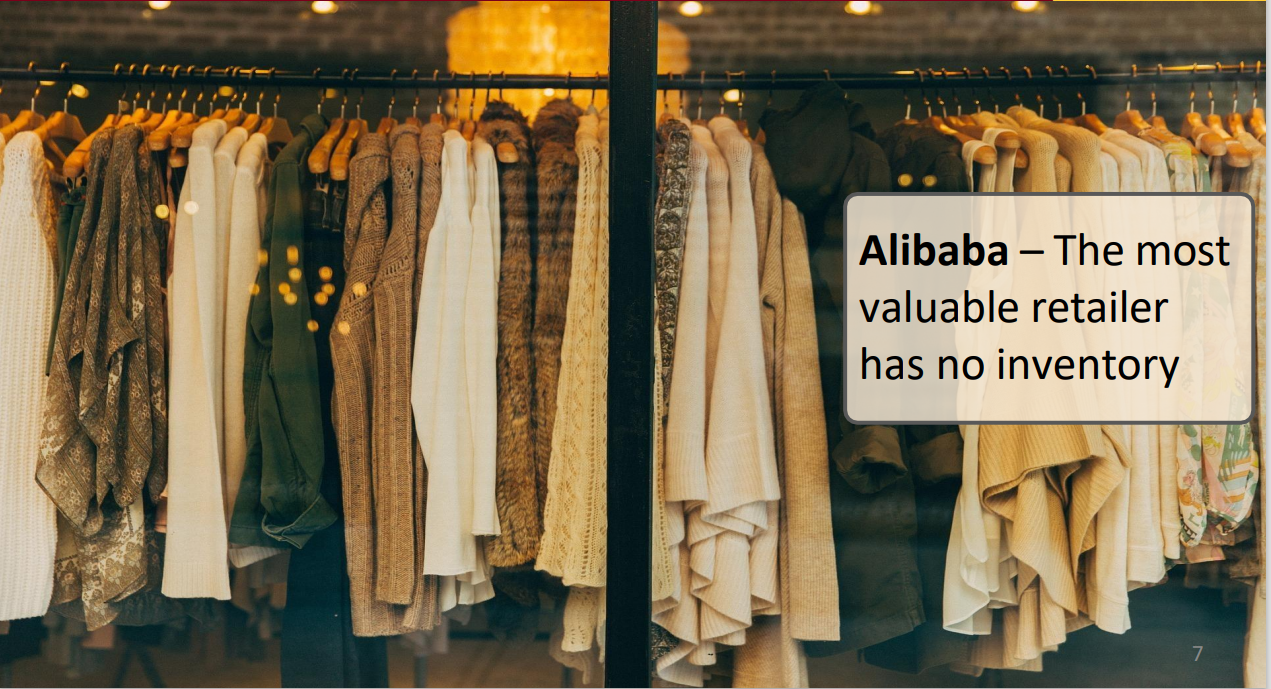 Alibaba – The most
valuable retailer
has no inventory
7